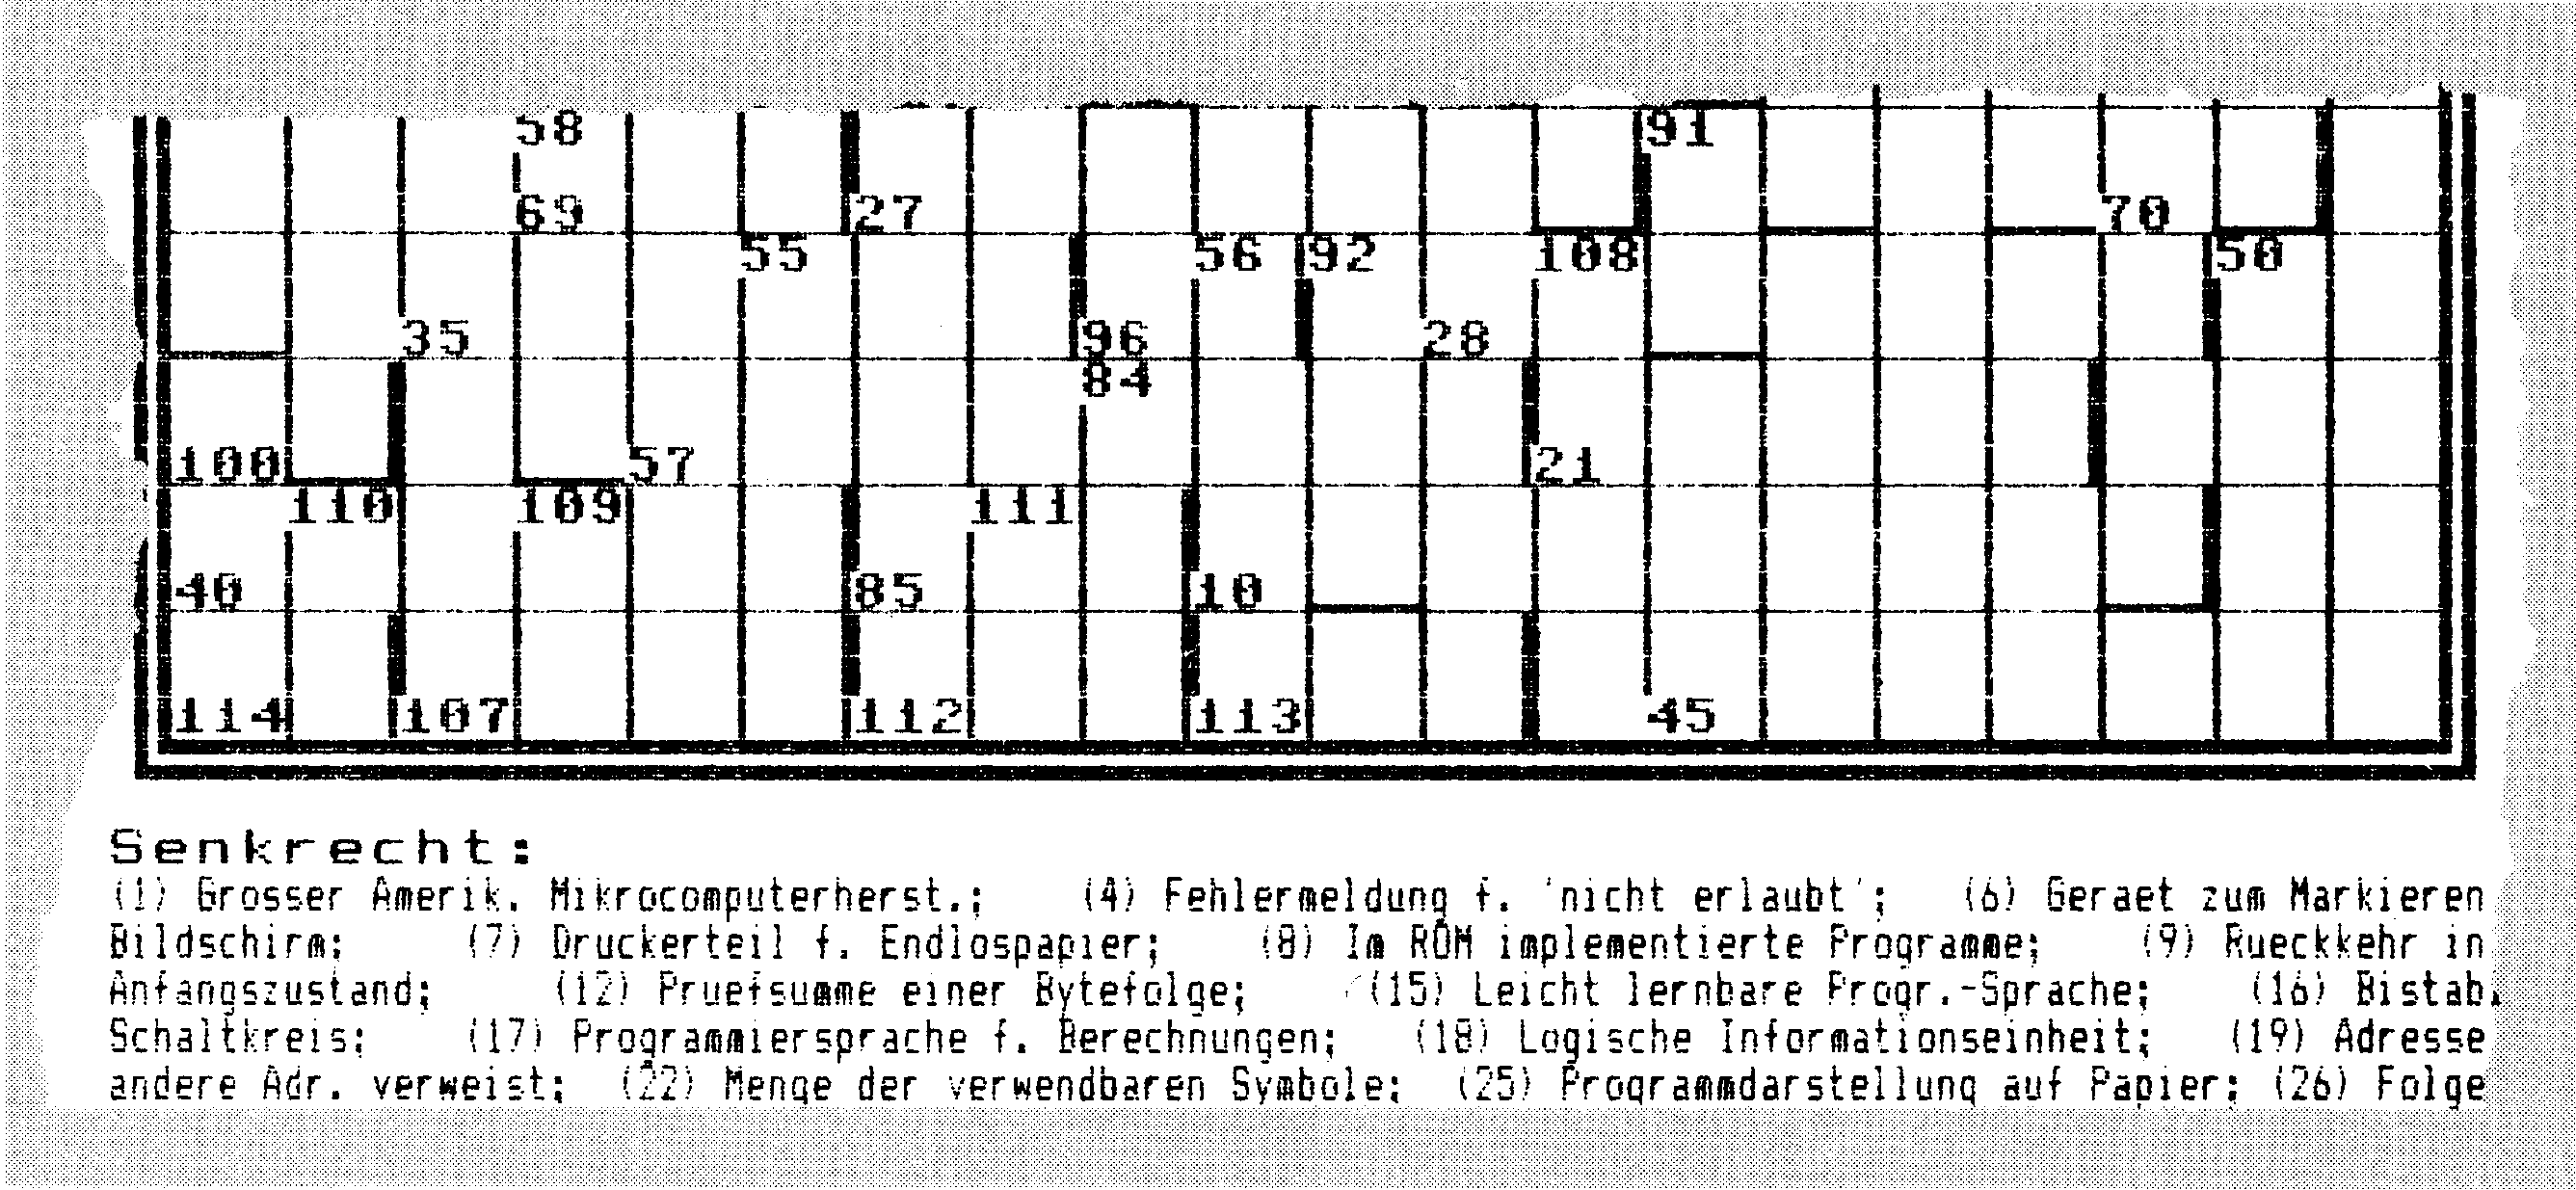 58 91
69 27 70
55 56 92 108 50
35 96 28
84
100 57 21
110 109 111
40 85 10
114 107 112 113 45
Senkrecht:
(1) Grosser Amerik. Mikrocomputerherst.; (4) Fehlermeldung f. 'nicht erlaubt'; (6) Geraet zum Markieren
Bildschirm; (7) Druckerteil f. Endlospapier; (8) Im ROM implementierte Programme; (9) Rueckkehr in
Anfangszustand; (12) Pruefsumme einer Bytefolge; (15) Leicht lernbare Progr.-Sprache; (16) Bistab.
Schaltkreis; (17) Programmiersprache f. Berechnungen; (18) Logische Informationseinheit; (19) Adresse
andere Adr. verweist; (22) Menge der verwendbaren Symbole; (25) Programmdarstellung auf Papier; (26) Folge